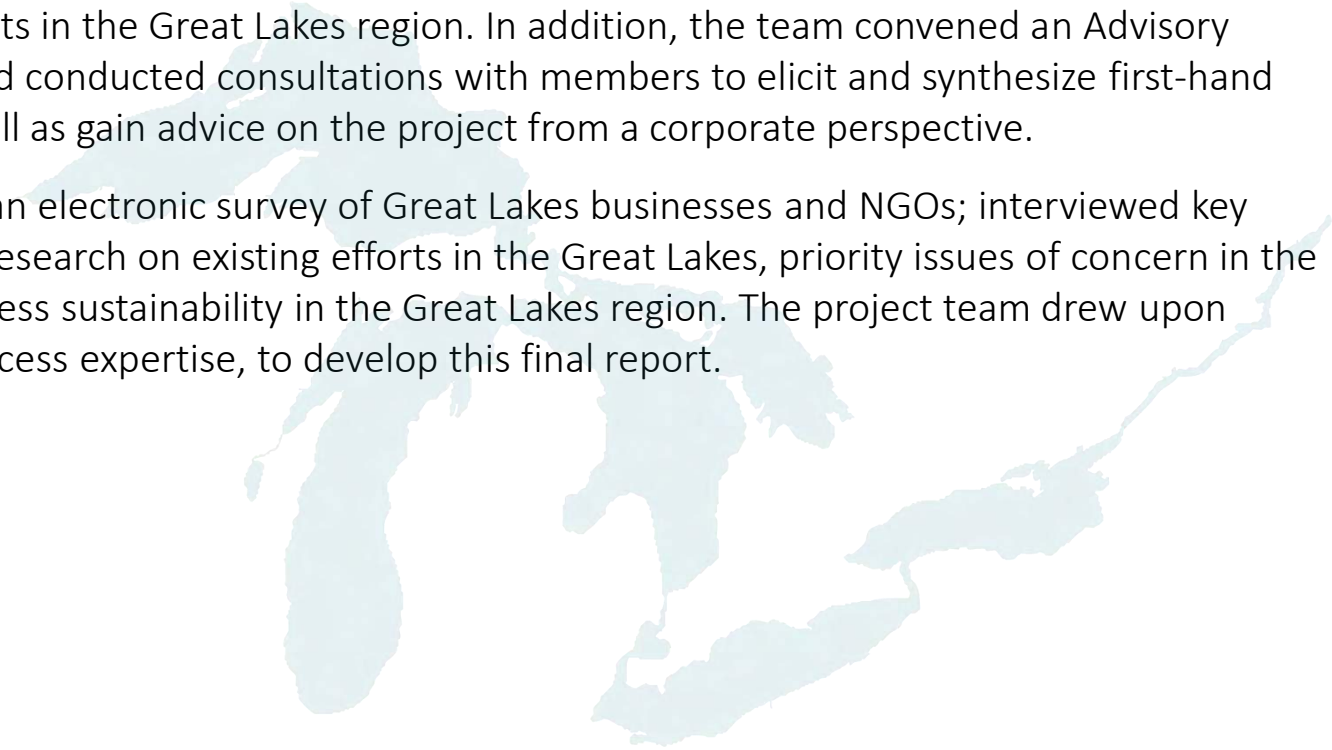 ts in the Great Lakes region. In addition, the team convened an Advisory
d conducted consultations with members to elicit and synthesize first-hand
ll as gain advice on the project from a corporate perspective.
an electronic survey of Great Lakes businesses and NGOs; interviewed key
esearch on existing efforts in the Great Lakes, priority issues of concern in the
ess sustainability in the Great Lakes region. The project team drew upon
cess expertise, to develop this final report.